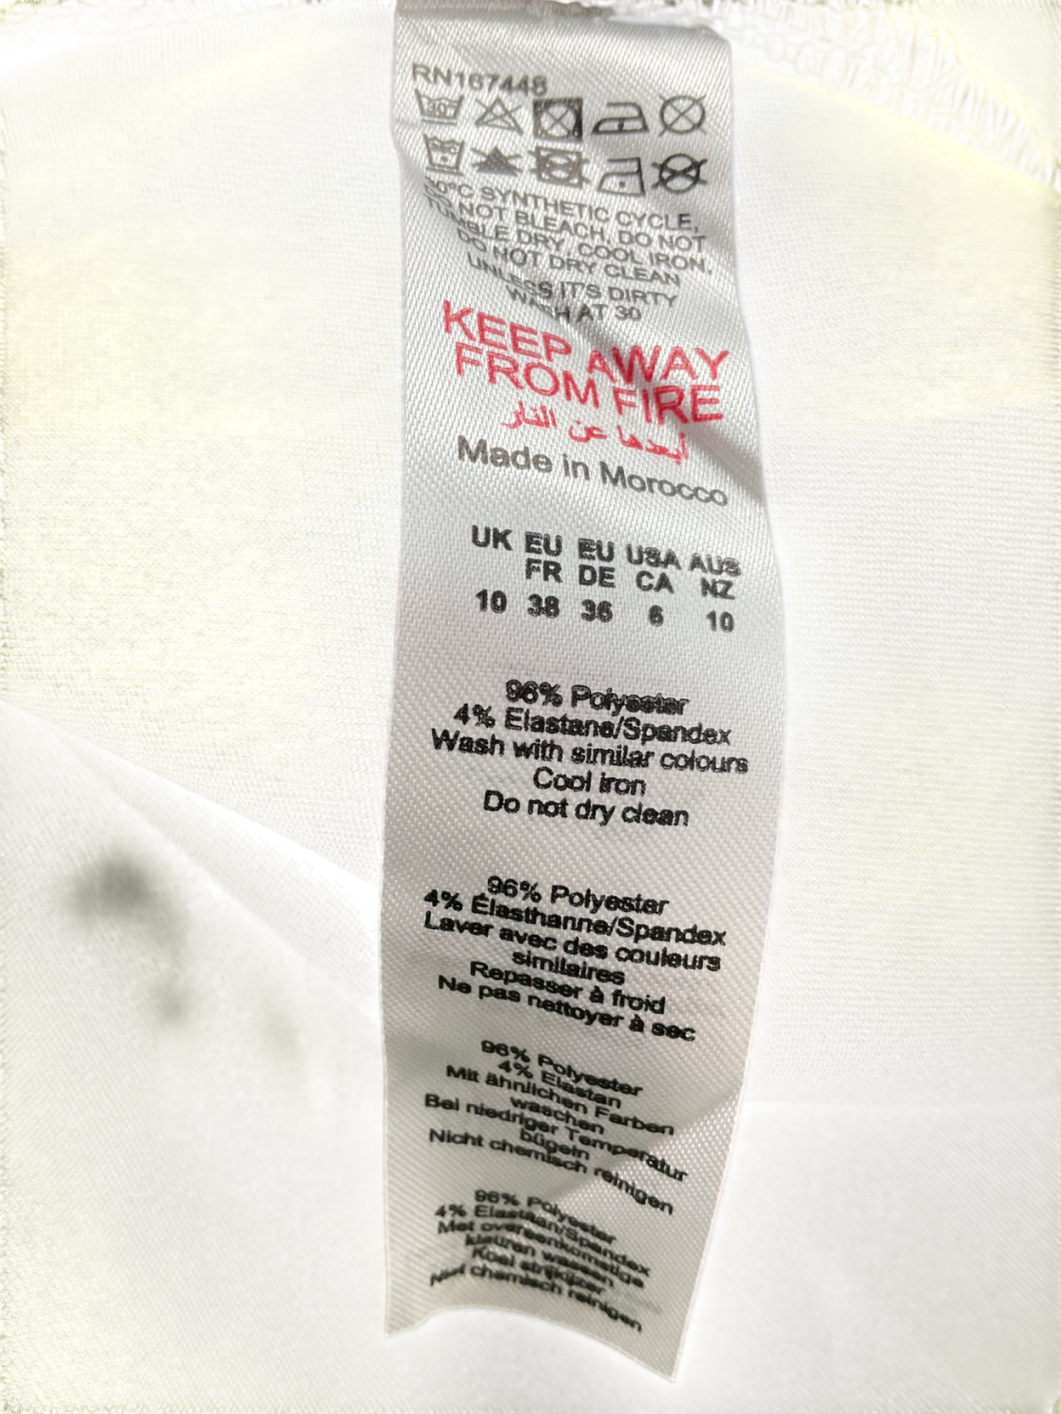 RN167448
30°
30°C SYNTHETIC CYCLE,
DO NOT BLEACH, DO NOT
TUMBLE DRY, COOL IRON,
DO NOT DRY CLEAN
UNLESS IT'S DIRTY
WASH AT 30
KEEP AWAY
FROM FIRE
أبعدها عن النار
Made in Morocco
UK EU EU USA AUS
FR DE CA NZ
10 38 36 6 10
96% Polyester
4% Elastane/Spandex
Wash with similar colours
Cool iron
Do not dry clean
96% Polyester
4% Élasthanne/Spandex
Laver avec des couleurs
similaires
Repasser à froid
Ne pas nettoyer à sec
96% Polyester
4% Elastan
Mit ähnlichen Farben
waschen
Bei niedriger Temperatur
bügeln
Nicht chemisch reinigen
96% Polyester
4% Elastaan/Spandex
Met overeenkomstige
kleuren wassen
Koel
chemisch reinigen